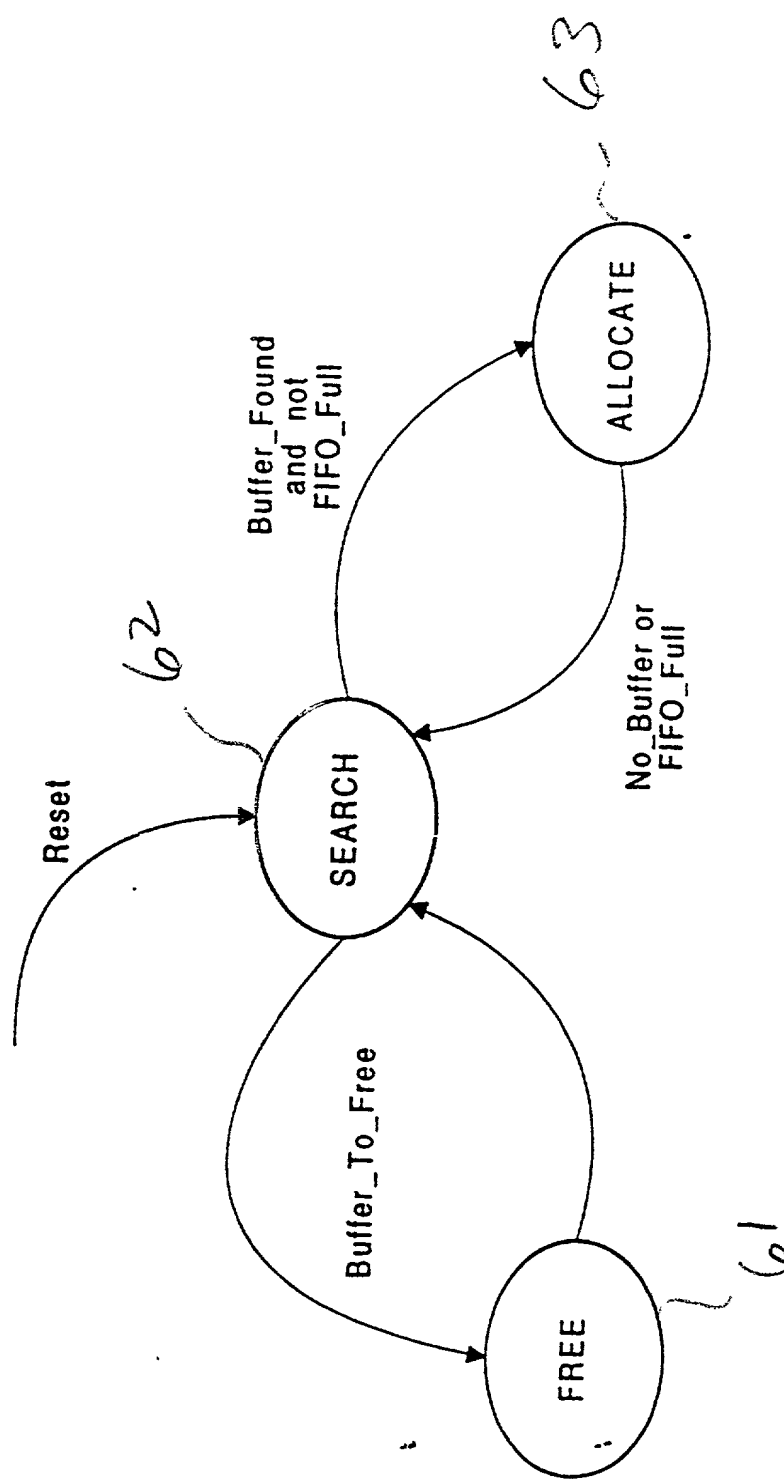 Reset
62
SEARCH
Buffer_Found
and not
FIFO_Full
63
ALLOCATE
No_Buffer or
FIFO_Full
Buffer_To_Free
FREE
61